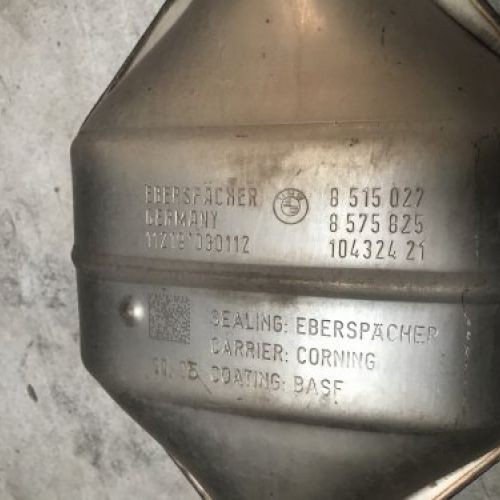 EBERSPÄCHER 8 515 027
GERMANY 8 575 825
104324 21
SEALING: EBERSPÄCHER
CARRIER: CORNING
COATING: BASF